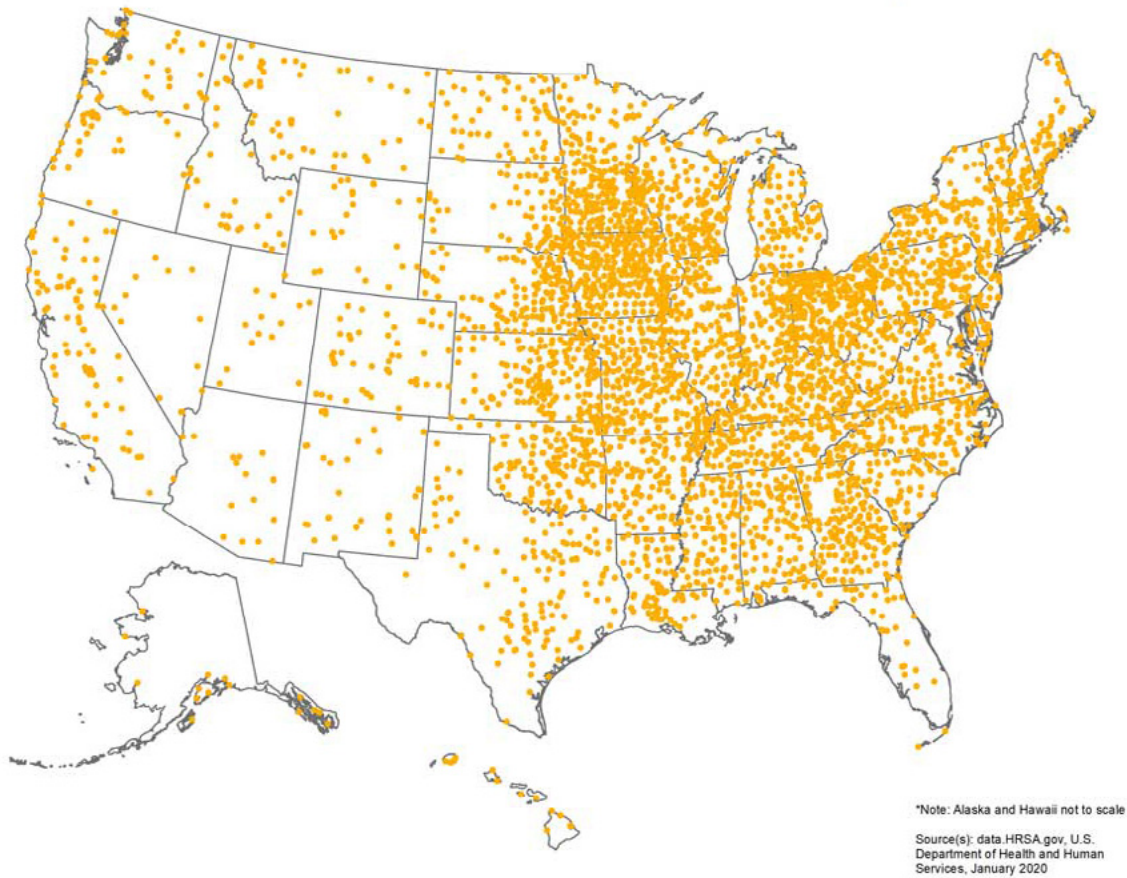 *Note: Alaska and Hawaii not to scale
Source(s): data.HRSA.gov, U.S.
Department of Health and Human
Services, January 2020